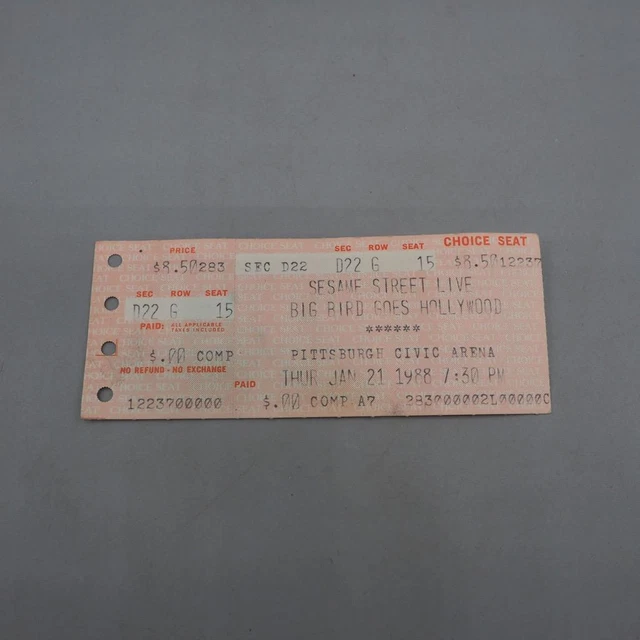 CHOICE SEAT
PRICE SEC ROW SEAT
$8.50283 SEC D22 D22 G 15 $8.5012237
SEC ROW SEAT
D22 G 15
SESAME STREET LIVE
BIG BIRD GOES HOLLYWOOD
PAID: ALL APPLICABLE
TAXES INCLUDED
******
$.00 COMP
PITTSBURGH CIVIC ARENA
NO REFUND - NO EXCHANGE
THUR JAN 21 1988 7:30 PM
PAID
1223700000 $.00 COMP A7